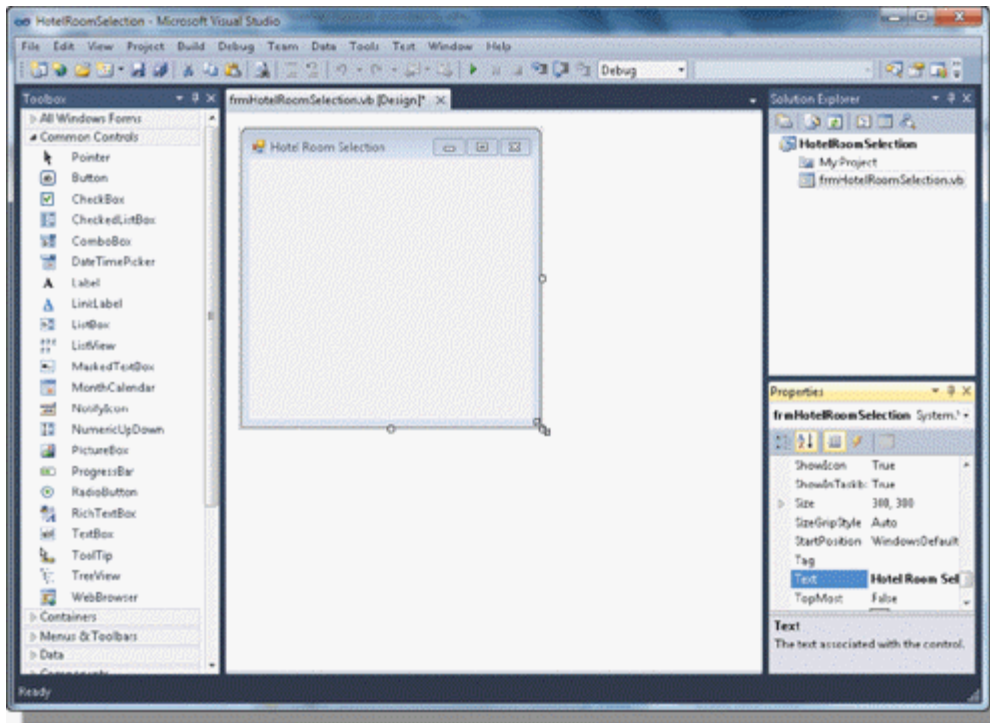 HotelRoomSelection - Microsoft Visual Studio
File Edit View Project Build Debug Team Data Tools Test Window Help
Debug
Toolbox
All Windows Forms
Common Controls
Pointer
Button
CheckBox
CheckedListBox
ComboBox
DateTimePicker
Label
LinkLabel
ListBox
ListView
MaskedTextBox
MonthCalendar
NotifyIcon
NumericUpDown
PictureBox
ProgressBar
RadioButton
RichTextBox
TextBox
ToolTip
TreeView
WebBrowser
Containers
Menus & Toolbars
Data
frmHotelRoomSelection.vb [Design]*
Hotel Room Selection
Solution Explorer
HotelRoomSelection
My Project
frmHotelRoomSelection.vb
Properties
frmHotelRoomSelection System.'
ShowIcon True
ShowInTaskb: True
Size 300, 300
SizeGripStyle Auto
StartPosition WindowsDefault
Tag
Text Hotel Room Sel
TopMost False
Text
The text associated with the control.
Ready